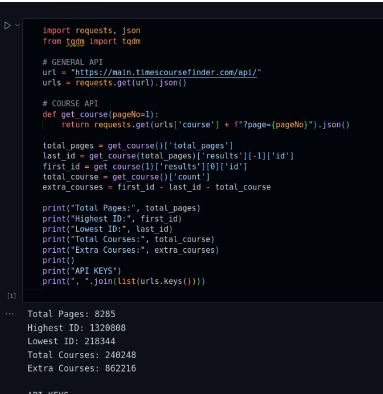 import requests, json
from tqdm import tqdm
# GENERAL API
url = "https://main.timescoursefinder.com/api/"
urls = requests.get(url).json()
# COURSE API
def get_course(pageNo=1):
return requests.get(urls['course'] + f"?page={pageNo}").json()
total_pages = get_course()['total_pages']
last_id = get_course(total_pages)['results'][-1]['id']
first_id = get_course(1)['results'][0]['id']
total_course = get_course()['count']
extra_courses = first_id - last_id - total_course
print("Total Pages:", total_pages)
print("Highest ID:", first_id)
print("Lowest ID:", last_id)
print("Total Courses:", total_course)
print("Extra Courses:", extra_courses)
print()
print("API KEYS")
print(", ".join(list(urls.keys())))
[1]
Total Pages: 8285
Highest ID: 1320808
Lowest ID: 218344
Total Courses: 240248
Extra Courses: 862216
API KEYS